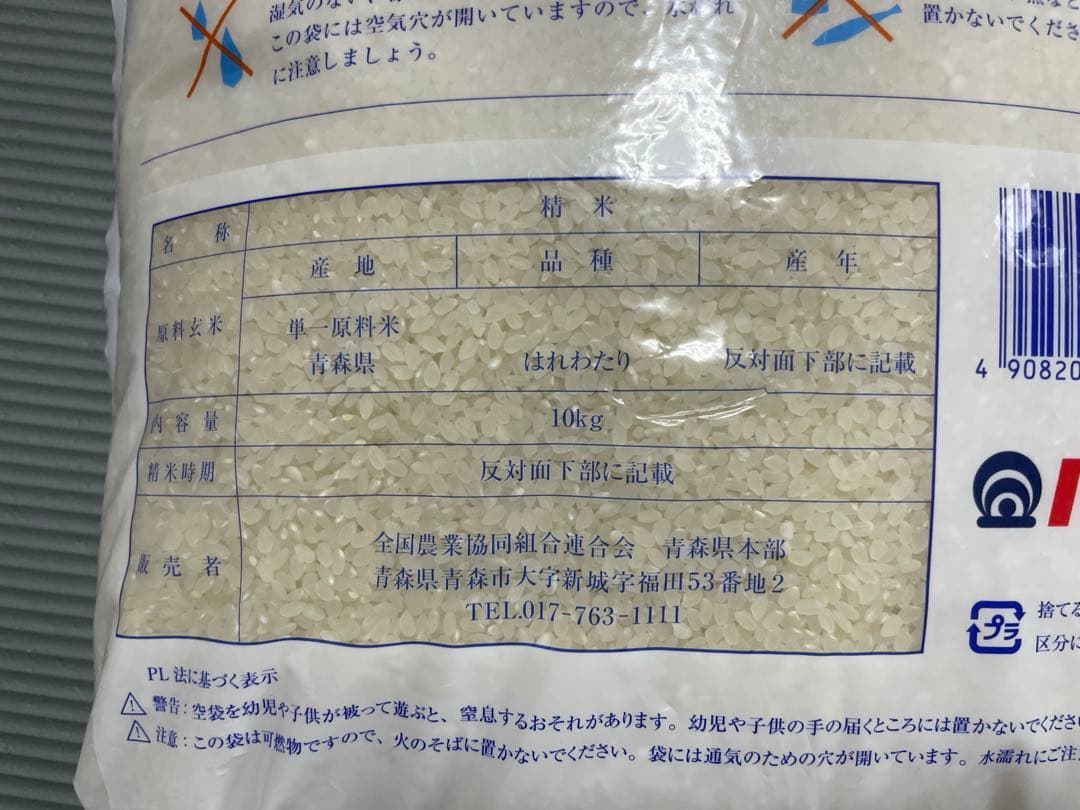 湿気のない
この袋には空気穴が開いていますので、水濡れ
に注意しましょう。
置かないでくださ
名称 精米
産地 品種 産年
原料玄米 単一原料米
青森県 はれわたり 反対面下部に記載
内容量 10kg
精米時期 反対面下部に記載
販売者 全国農業協同組合連合会 青森県本部
青森県青森市大字新城字福田53番地2
TEL.017-763-1111
4 90820
プラ
捨てる
区分に
PL法に基づく表示
警告:空袋を幼児や子供が被って遊ぶと、窒息するおそれがあります。幼児や子供の手の届くところには置かないでくださ
注意:この袋は可燃物ですので、火のそばに置かないでください。袋には通気のための穴が開いています。水濡れにご注